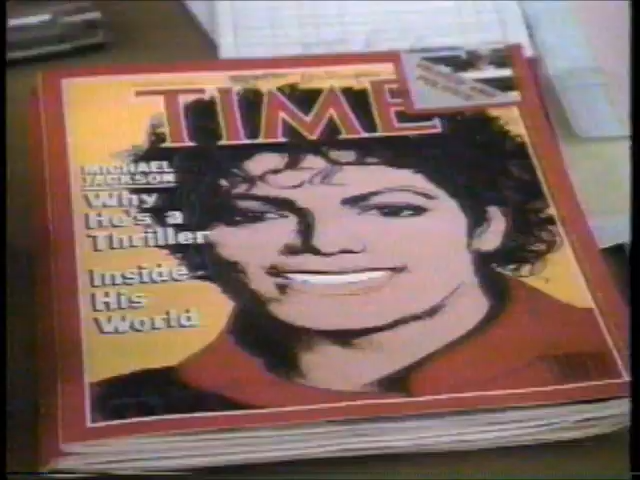 TIME
MICHAEL
JACKSON
Why
He's a
Thriller
Inside
His
World